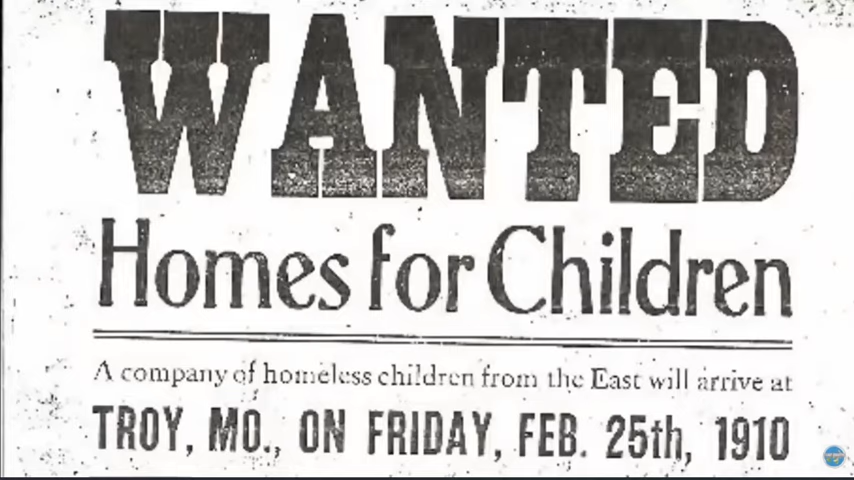 WANTED
Homes for Children
A company of homeless children from the East will arrive at
TROY, MO., ON FRIDAY, FEB. 25th, 1910